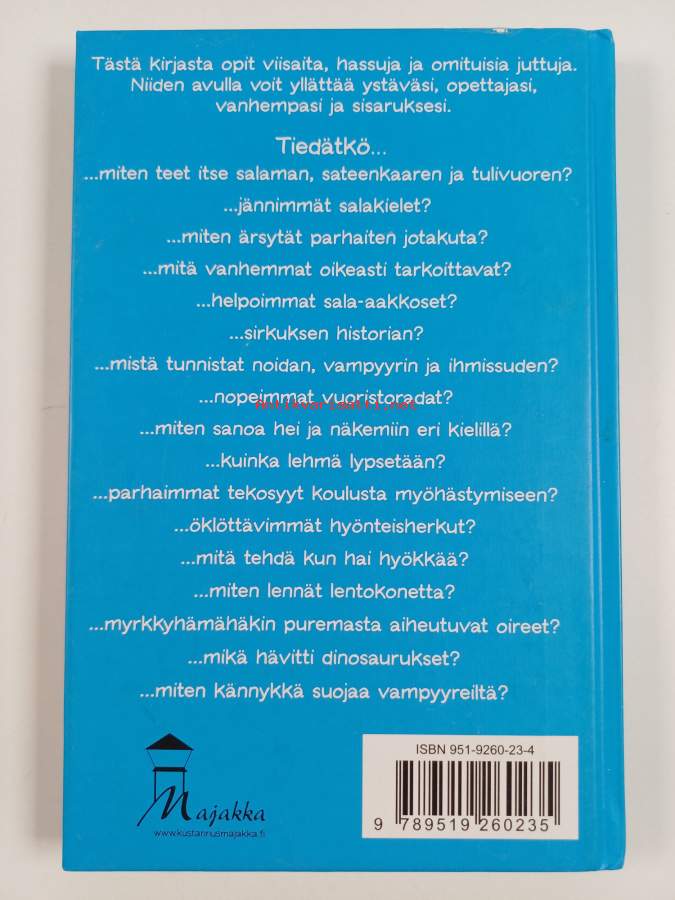 Tästä kirjasta opit viisaita, hassuja ja omituisia juttuja.
Niiden avulla voit yllättää ystäväsi, opettajasi,
vanhempasi ja sisaruksesi.
Tiedätkö...
...miten teet itse salaman, sateenkaaren ja tulivuoren?
...jännimmät salakielet?
...miten ärsytät parhaiten jotakuta?
...mitä vanhemmat oikeasti tarkoittavat?
...helpoimmat sala-aakkoset?
...sirkuksen historian?
...mistä tunnistat noidan, vampyyrin ja ihmissuden?
...nopeimmat vuoristoradat?
Antikvariaatti.net
...miten sanoa hei ja näkemiin eri kielillä?
...kuinka lehmä lypsetään?
...parhaimmat tekosyyt koulusta myöhästymiseen?
...öklöttävimmät hyönteisherkut?
...mitä tehdä kun hai hyökkää?
...miten lennät lentokonetta?
...myrkkyhämähäkin puremasta aiheutuvat oireet?
...mikä hävitti dinosaurukset?
...miten kännykkä suojaa vampyyreiltä?
Majakka
www.kustannusmajakka.fi
ISBN 951-9260-23-4
9 789519 260235